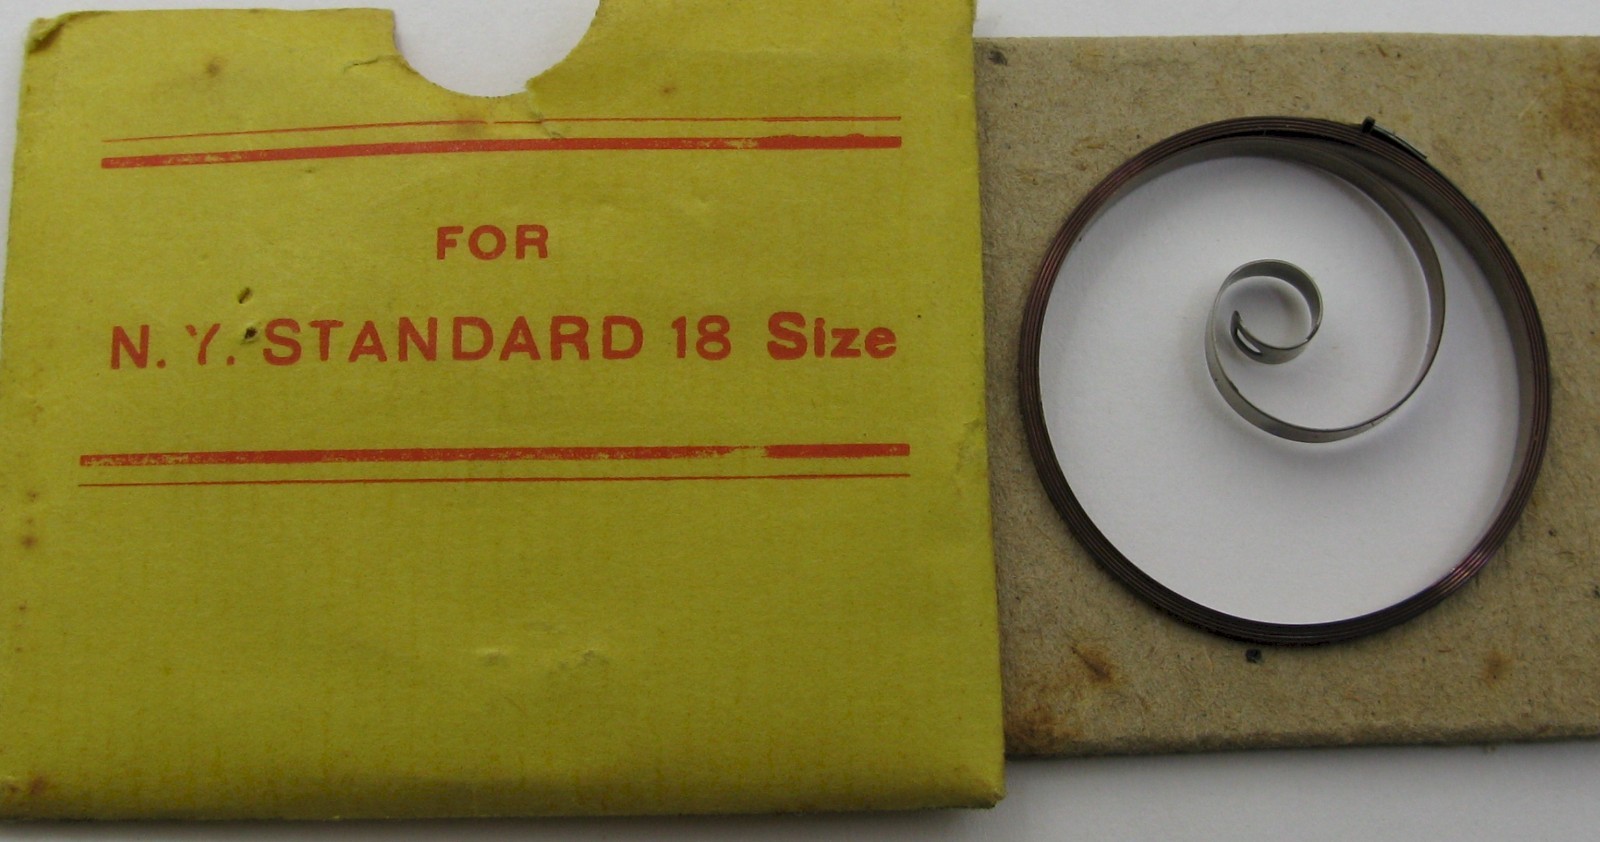 FOR
N. Y. STANDARD 18 Size